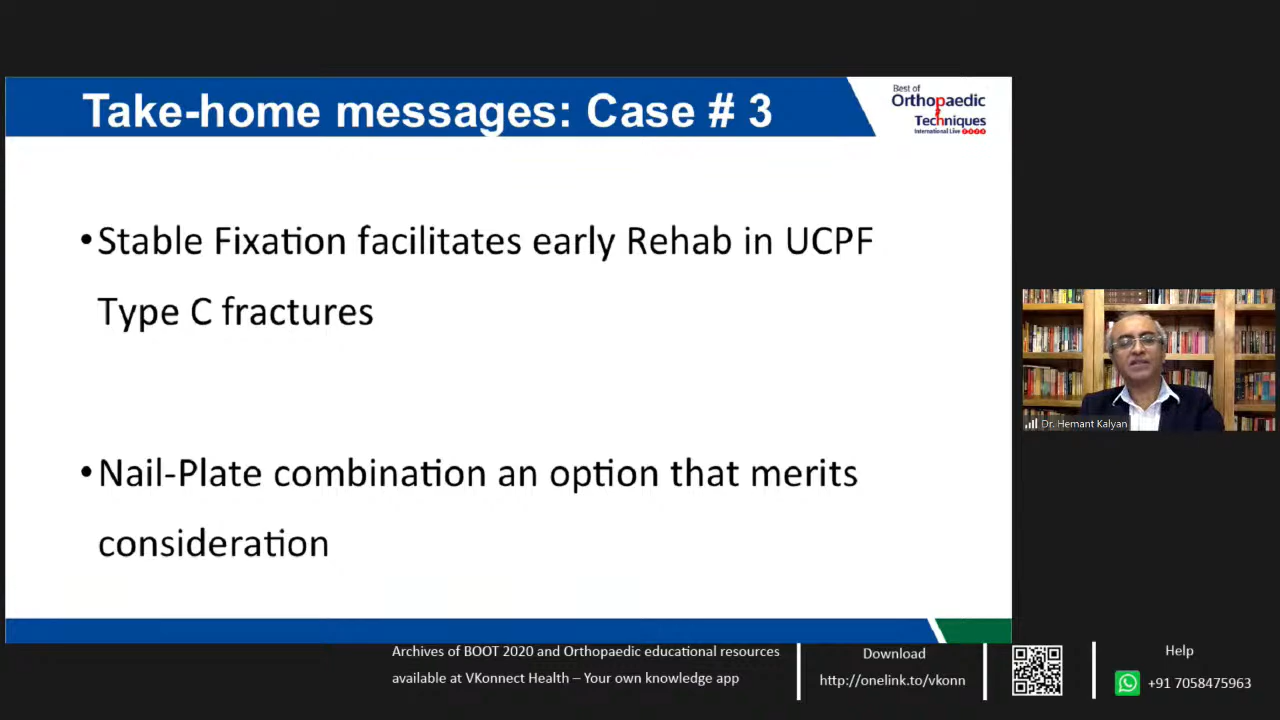 Take-home messages: Case # 3
Best of
Orthopaedic
Techniques
International Live
•Stable Fixation facilitates early Rehab in UCPF
Type C fractures
•Nail-Plate combination an option that merits
consideration
Dr. Hemant Kalyan
Archives of BOOT 2020 and Orthopaedic educational resources
available at VKonnect Health – Your own knowledge app
Download
http://onelink.to/vkonn
Help
+91 7058475963